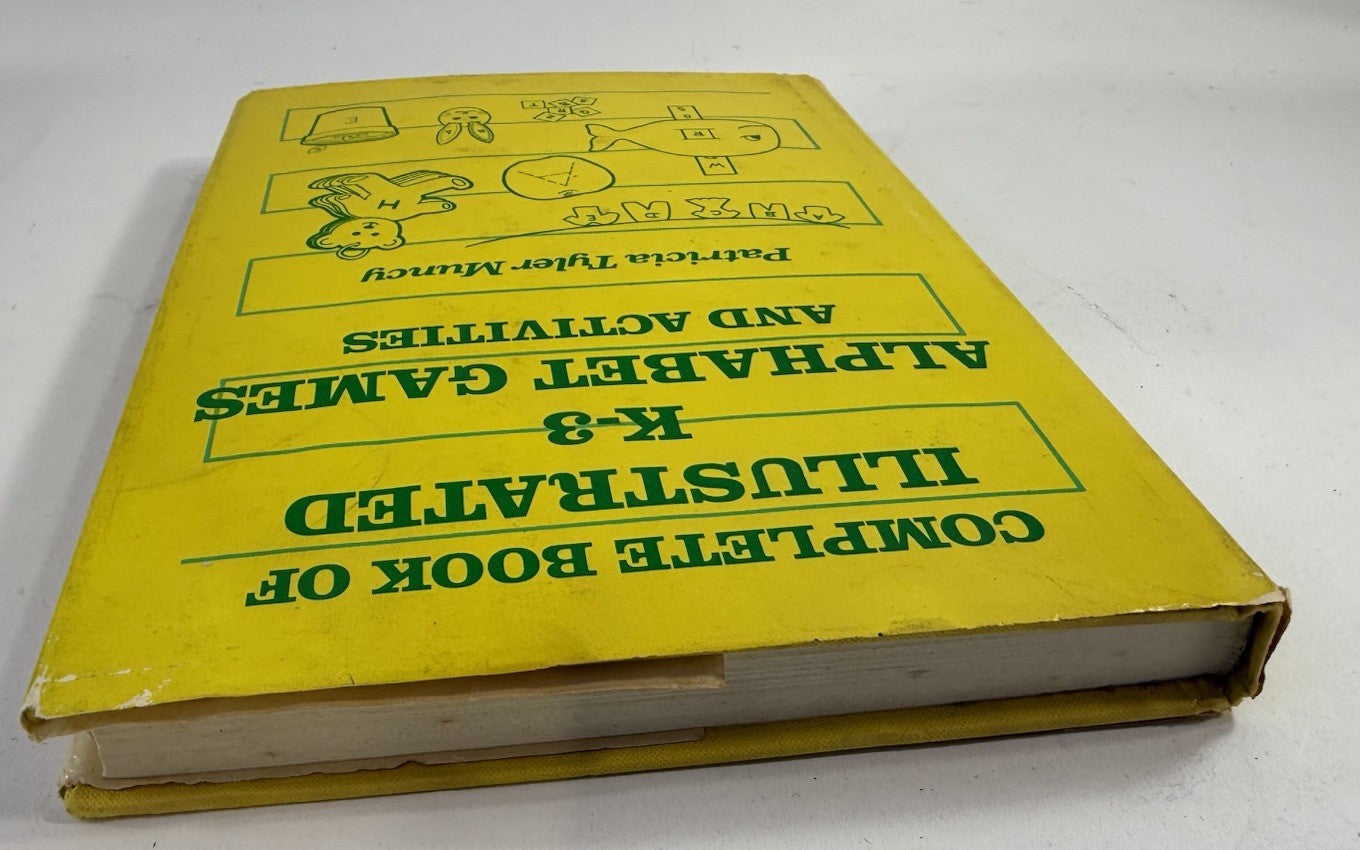 COMPLETE BOOK OF
ILLUSTRATED
K-3
ALPHABET GAMES
AND ACTIVITIES
Patricia Tyler Muncy
H
A
W
R
E